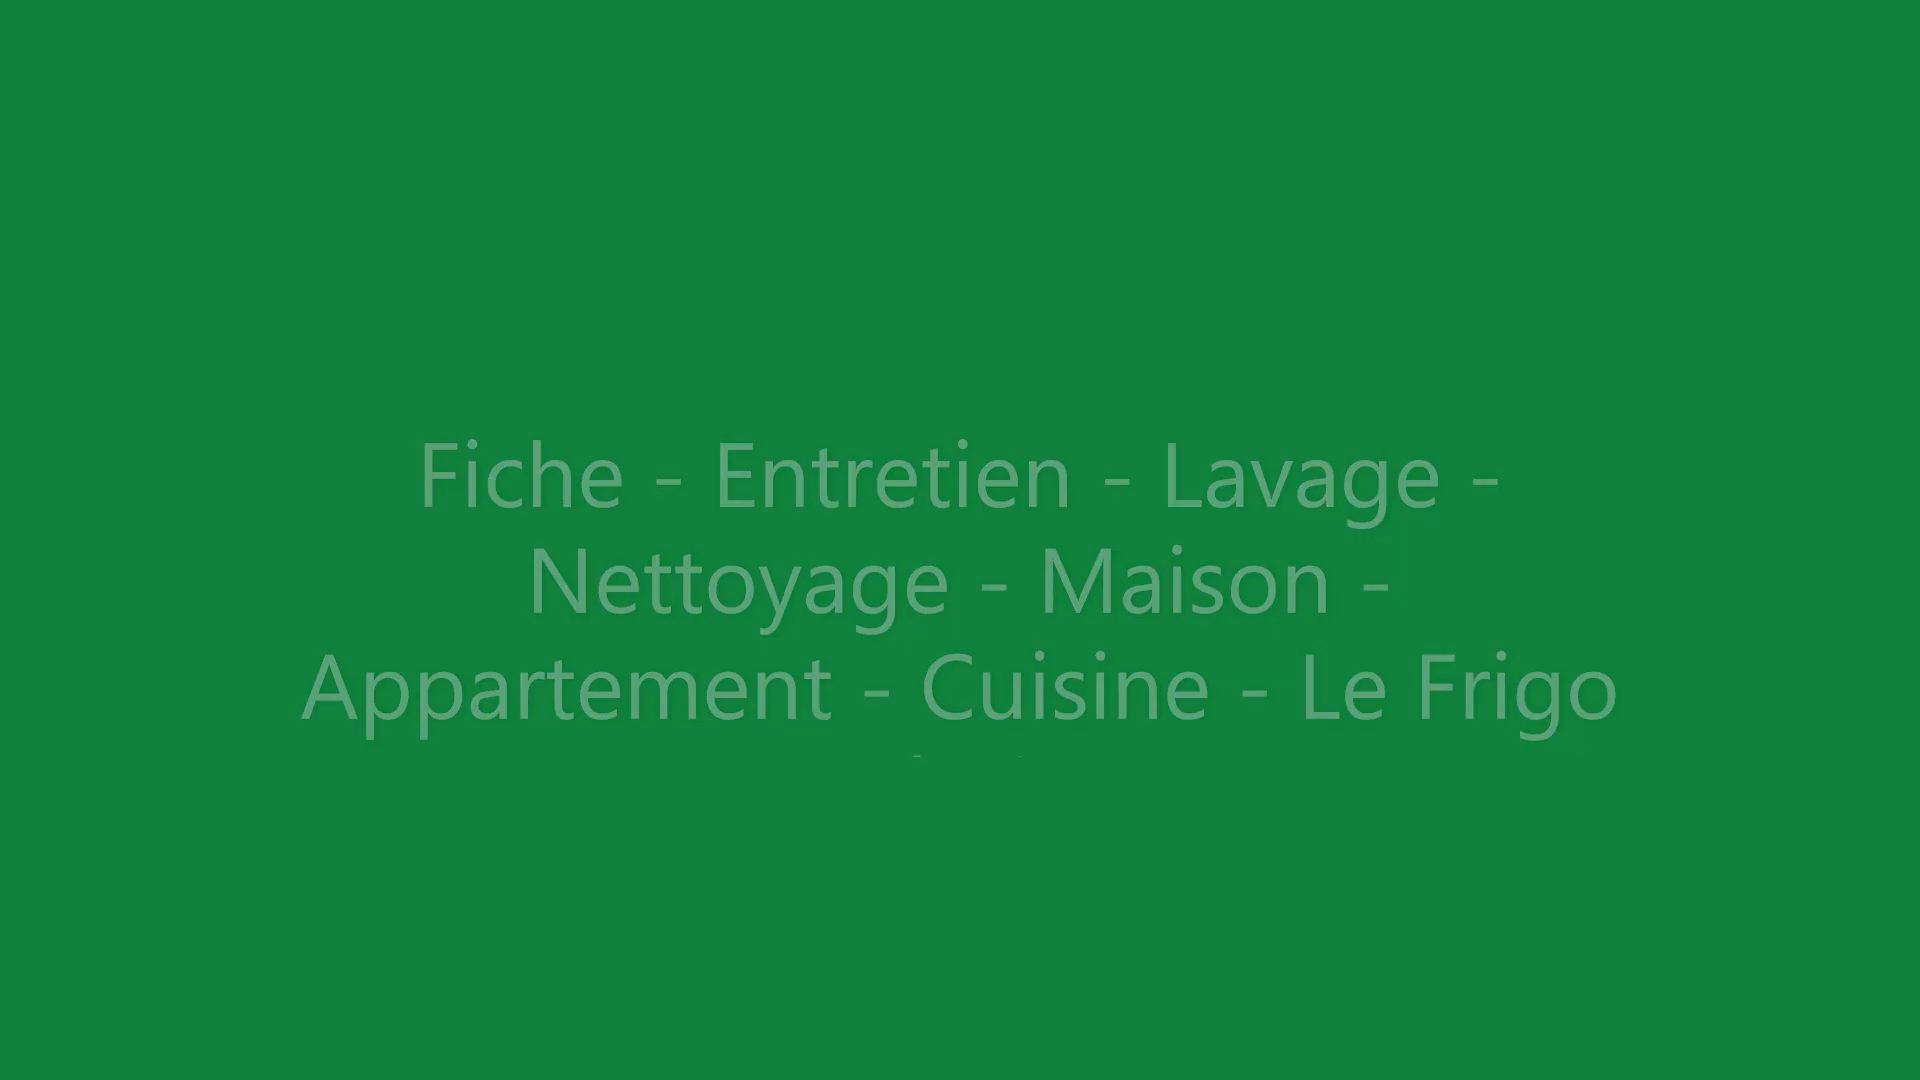 Fiche - Entretien - Lavage -
Nettoyage - Maison -
Appartement - Cuisine - Le Frigo